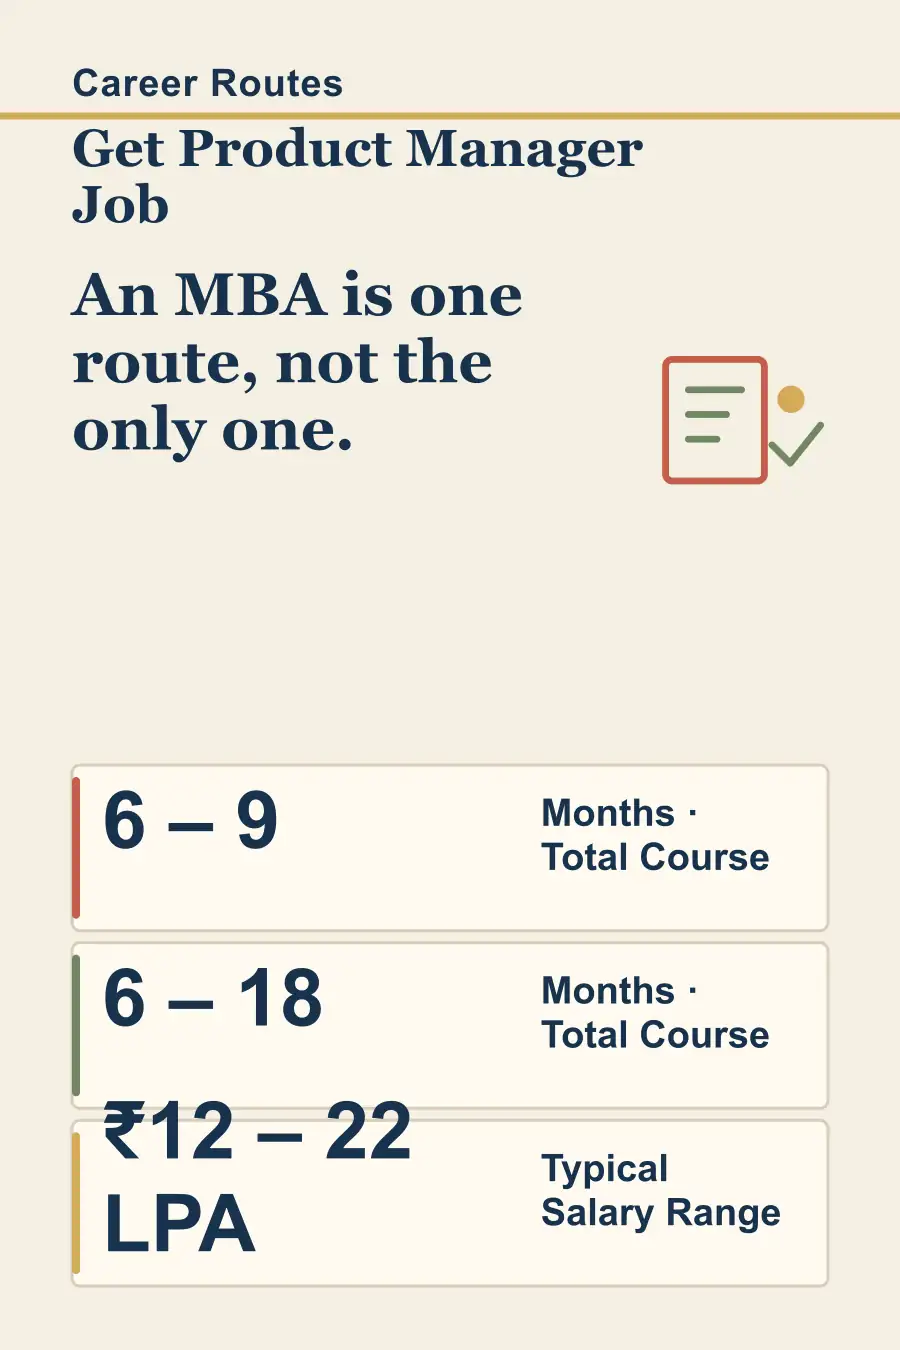 Career Routes
Get Product Manager
Job
An MBA is one
route, not the
only one.
6 – 9
Months ·
Total Course
6 – 18
Months ·
Total Course
₹12 – 22
LPA
Typical
Salary Range